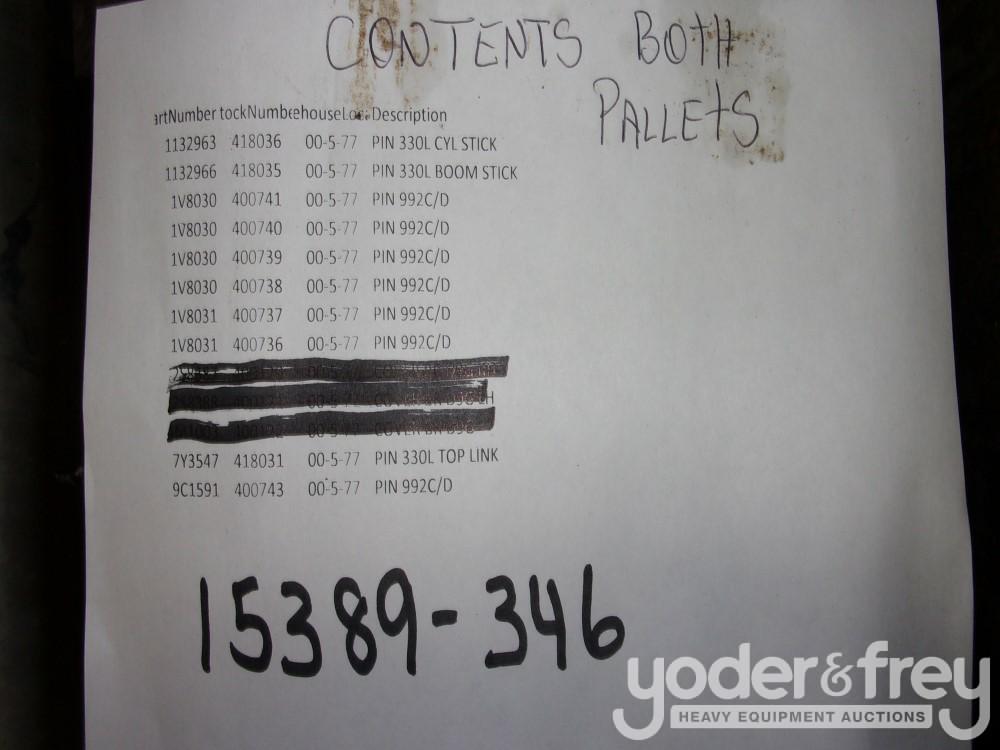 CONTENTS BOTH
PALLETS
artNumber tockNumbe ehouseLoc Description
1132963 418036 00-5-77 PIN 330L CYL STICK
1132966 418035 00-5-77 PIN 330L BOOM STICK
1V8030 400741 00-5-77 PIN 992C/D
1V8030 400740 00-5-77 PIN 992C/D
1V8030 400739 00-5-77 PIN 992C/D
1V8030 400738 00-5-77 PIN 992C/D
1V8031 400737 00-5-77 PIN 992C/D
1V8031 400736 00-5-77 PIN 992C/D
7Y3547 418031 00-5-77 PIN 330L TOP LINK
9C1591 400743 00-5-77 PIN 992C/D
15389-346
yoder&frey
HEAVY EQUIPMENT AUCTIONS